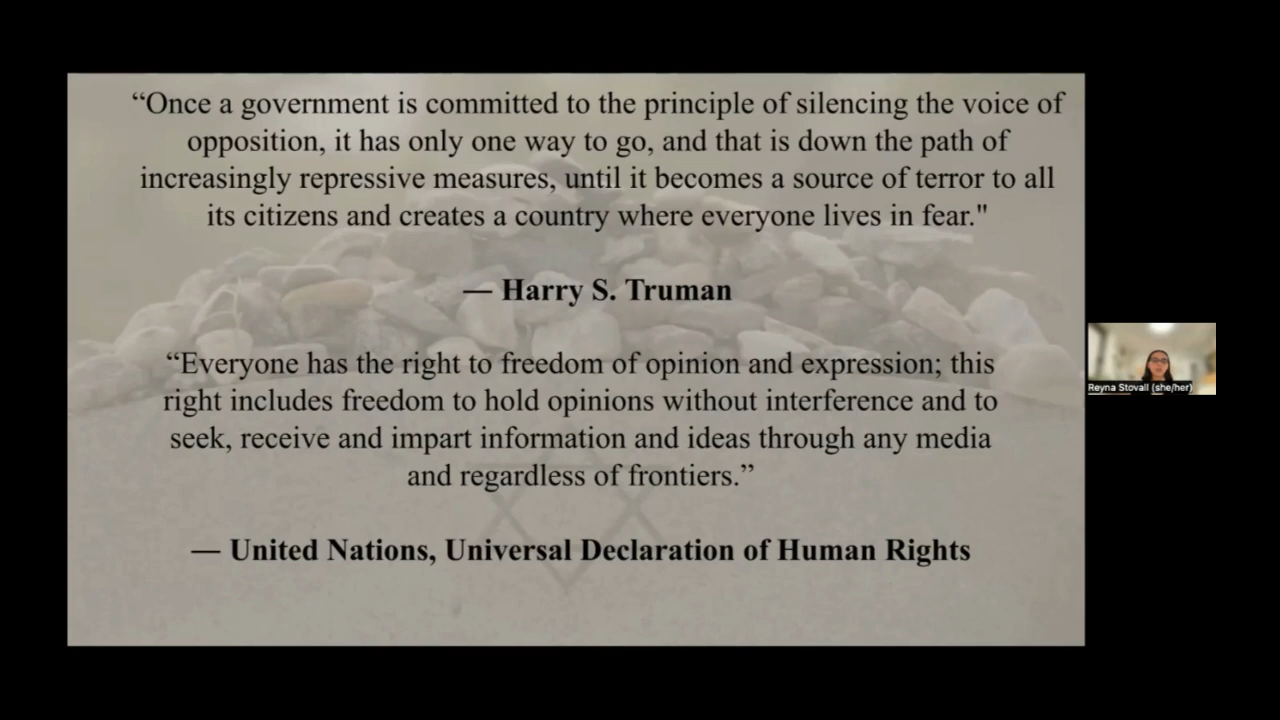 “Once a government is committed to the principle of silencing the voice of
opposition, it has only one way to go, and that is down the path of
increasingly repressive measures, until it becomes a source of terror to all
its citizens and creates a country where everyone lives in fear."
— Harry S. Truman
“Everyone has the right to freedom of opinion and expression; this
right includes freedom to hold opinions without interference and to
seek, receive and impart information and ideas through any media
and regardless of frontiers.”
— United Nations, Universal Declaration of Human Rights
Reyna Stovall (she/her)